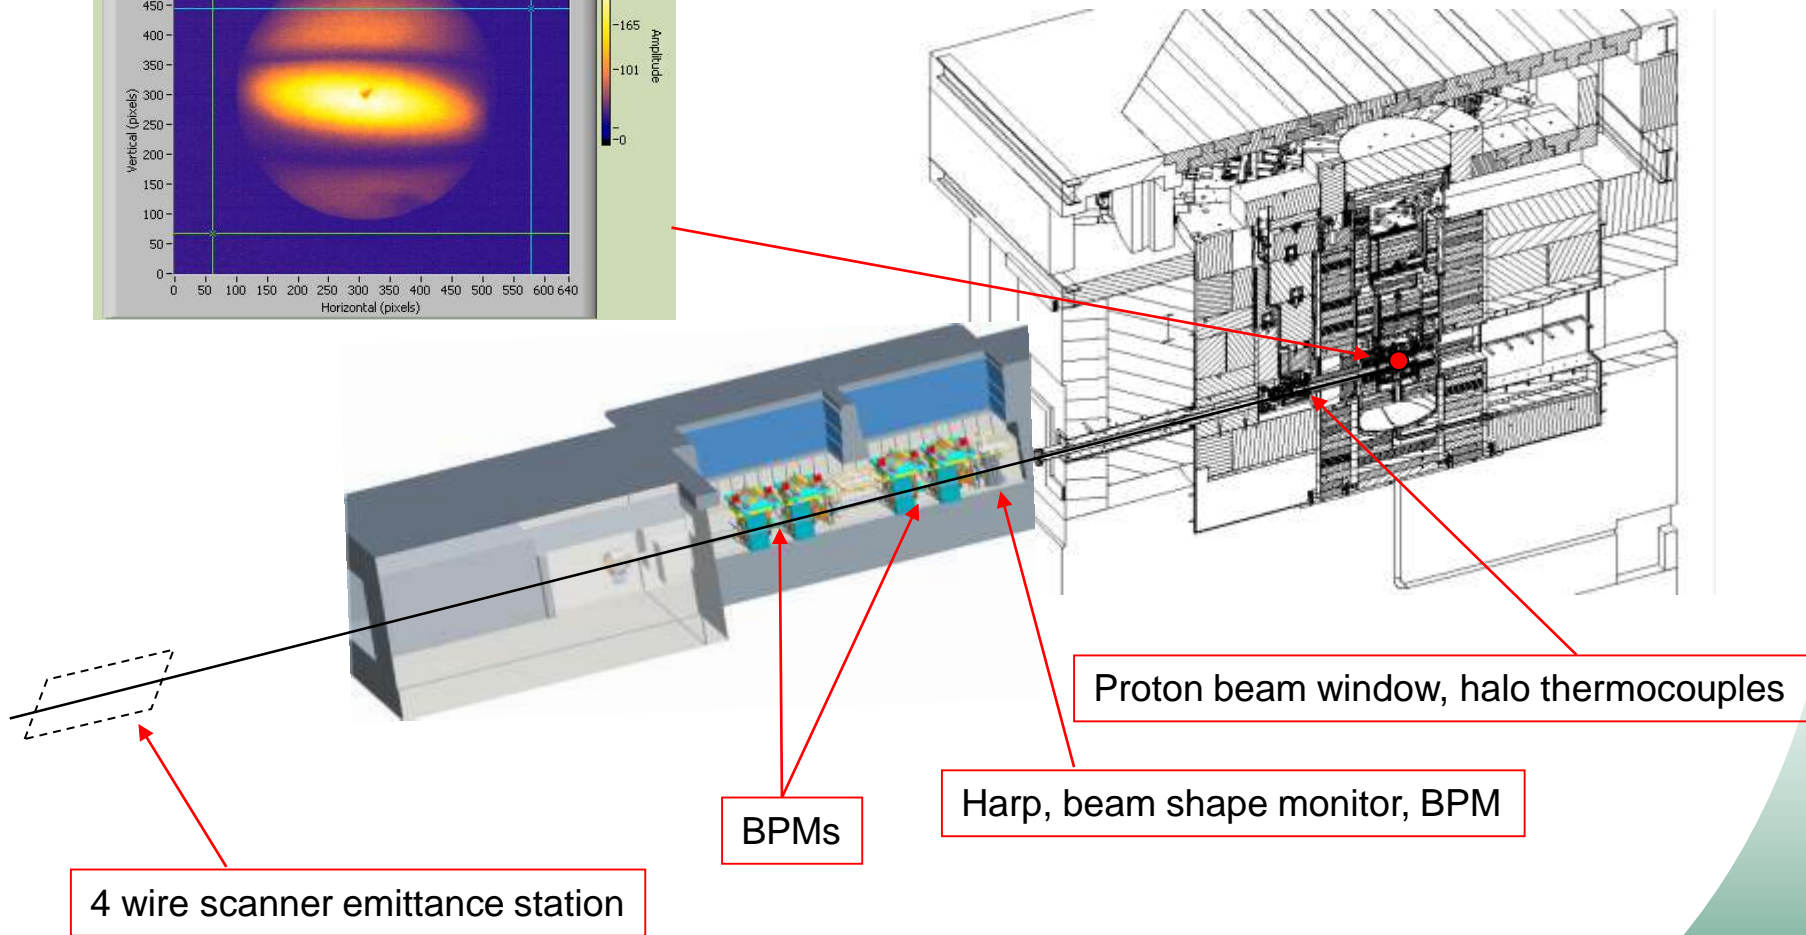 450
400
350
300
250
200
150
100
50
0
Vertical (pixels)
0 50 100 150 200 250 300 350 400 450 500 550 600 640
Horizontal (pixels)
165
101
0
Amplitude
Proton beam window, halo thermocouples
Harp, beam shape monitor, BPM
BPMs
4 wire scanner emittance station